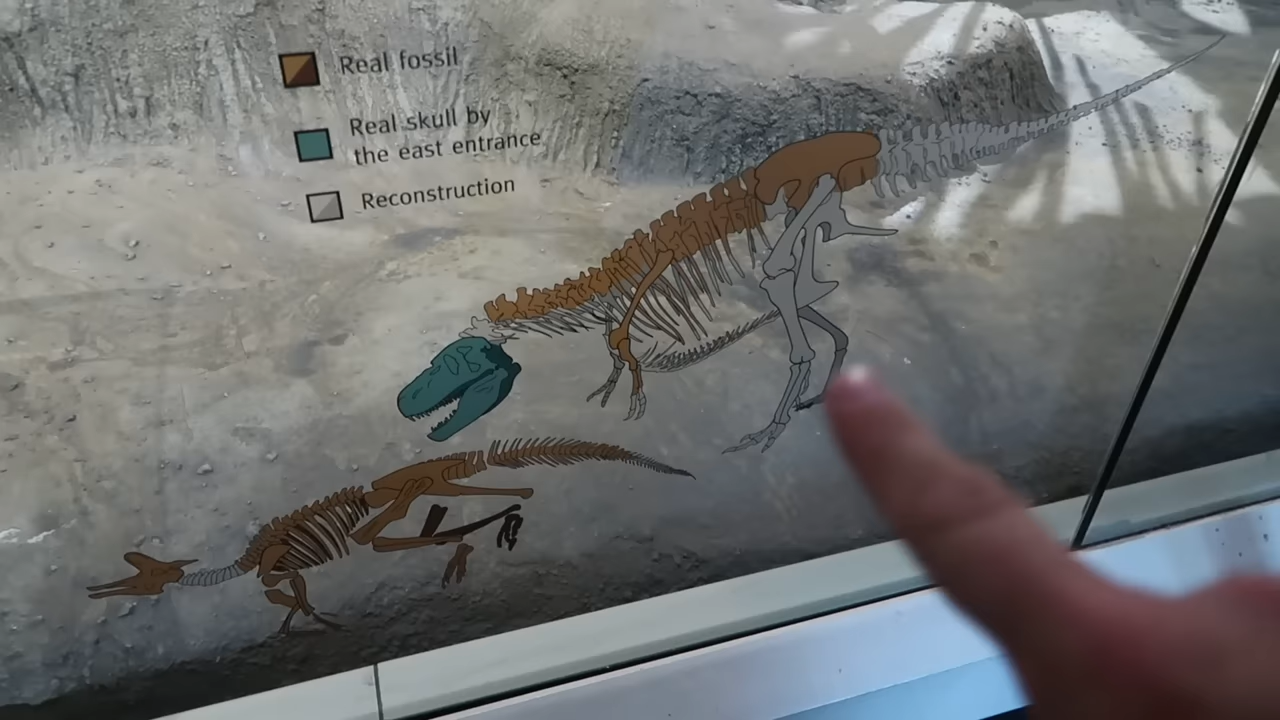 Real fossil
Real skull by
the east entrance
Reconstruction